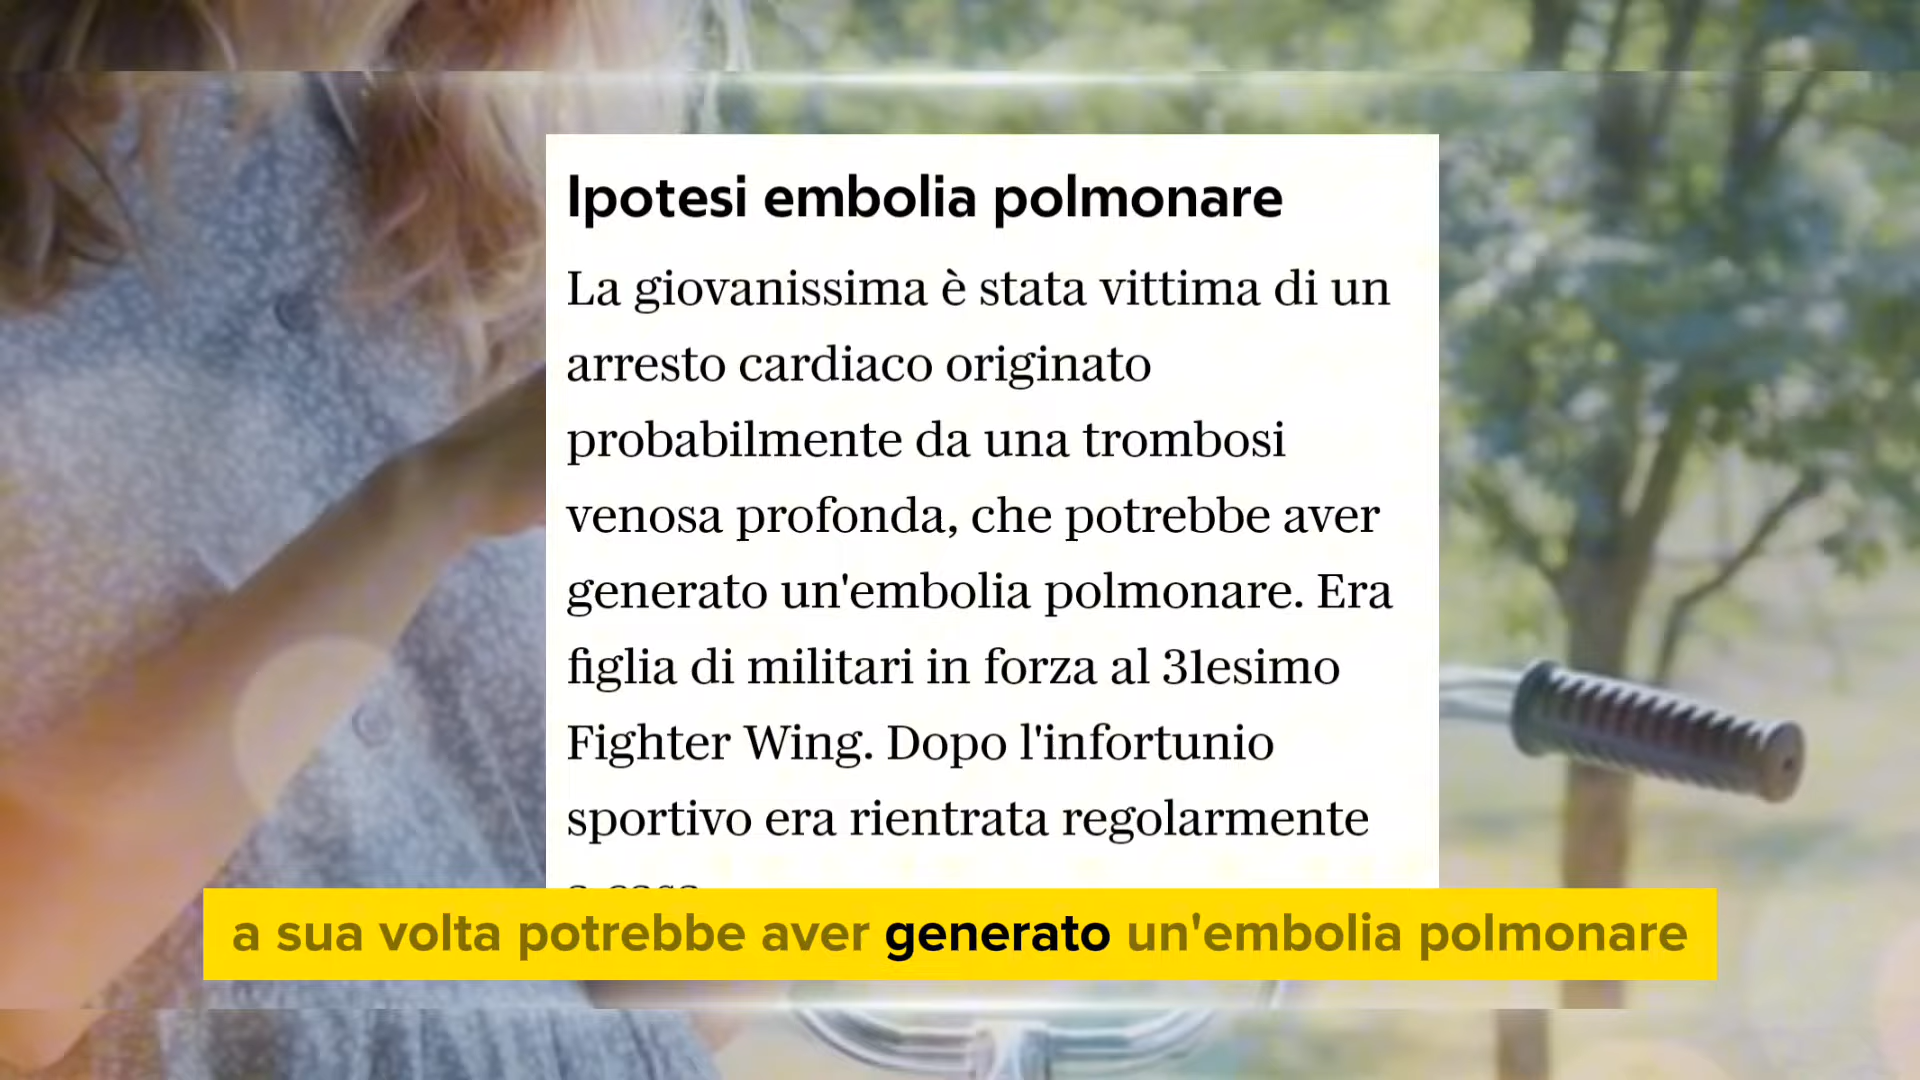 Ipotesi embolia polmonare
La giovanissima è stata vittima di un
arresto cardiaco originato
probabilmente da una trombosi
venosa profonda, che potrebbe aver
generato un'embolia polmonare. Era
figlia di militari in forza al 31esimo
Fighter Wing. Dopo l'infortunio
sportivo era rientrata regolarmente
a casa
a sua volta potrebbe aver generato un'embolia polmonare